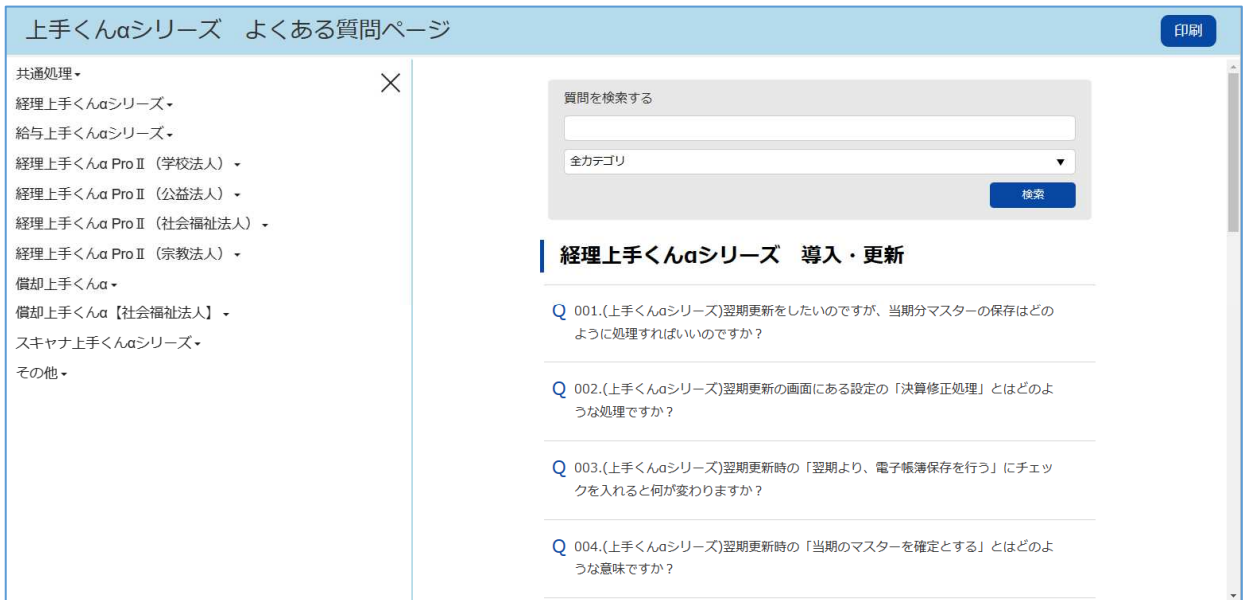 上手くんαシリーズ　よくある質問ページ
印刷
共通処理▾
経理上手くんαシリーズ▾
給与上手くんαシリーズ▾
経理上手くんα ProⅡ（学校法人）▾
経理上手くんα ProⅡ（公益法人）▾
経理上手くんα ProⅡ（社会福祉法人）▾
経理上手くんα ProⅡ（宗教法人）▾
償却上手くんα▾
償却上手くんα【社会福祉法人】▾
スキャナ上手くんαシリーズ▾
その他▾
質問を検索する
全カテゴリ
検索
経理上手くんαシリーズ　導入・更新
Q 001.(上手くんαシリーズ)翌期更新をしたいのですが、当期分マスターの保存はどの
ように処理すればいいのですか？
Q 002.(上手くんαシリーズ)翌期更新の画面にある設定の「決算修正処理」とはどのよ
うな処理ですか？
Q 003.(上手くんαシリーズ)翌期更新時の「翌期より、電子帳簿保存を行う」にチェッ
クを入れると何が変わりますか？
Q 004.(上手くんαシリーズ)翌期更新時の「当期のマスターを確定とする」とはどのよ
うな意味ですか？